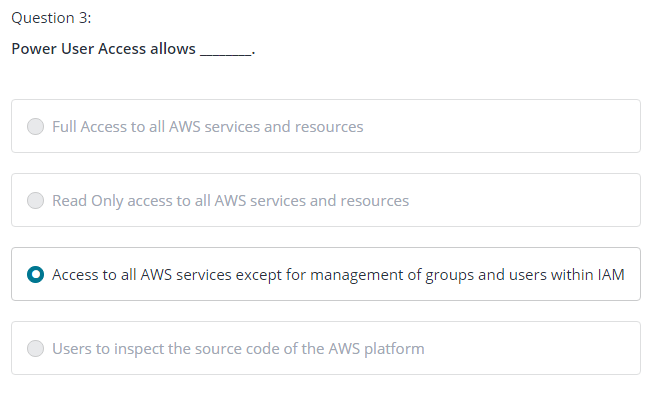 Question 3:
Power User Access allows ________.
Full Access to all AWS services and resources
Read Only access to all AWS services and resources
Access to all AWS services except for management of groups and users within IAM
Users to inspect the source code of the AWS platform